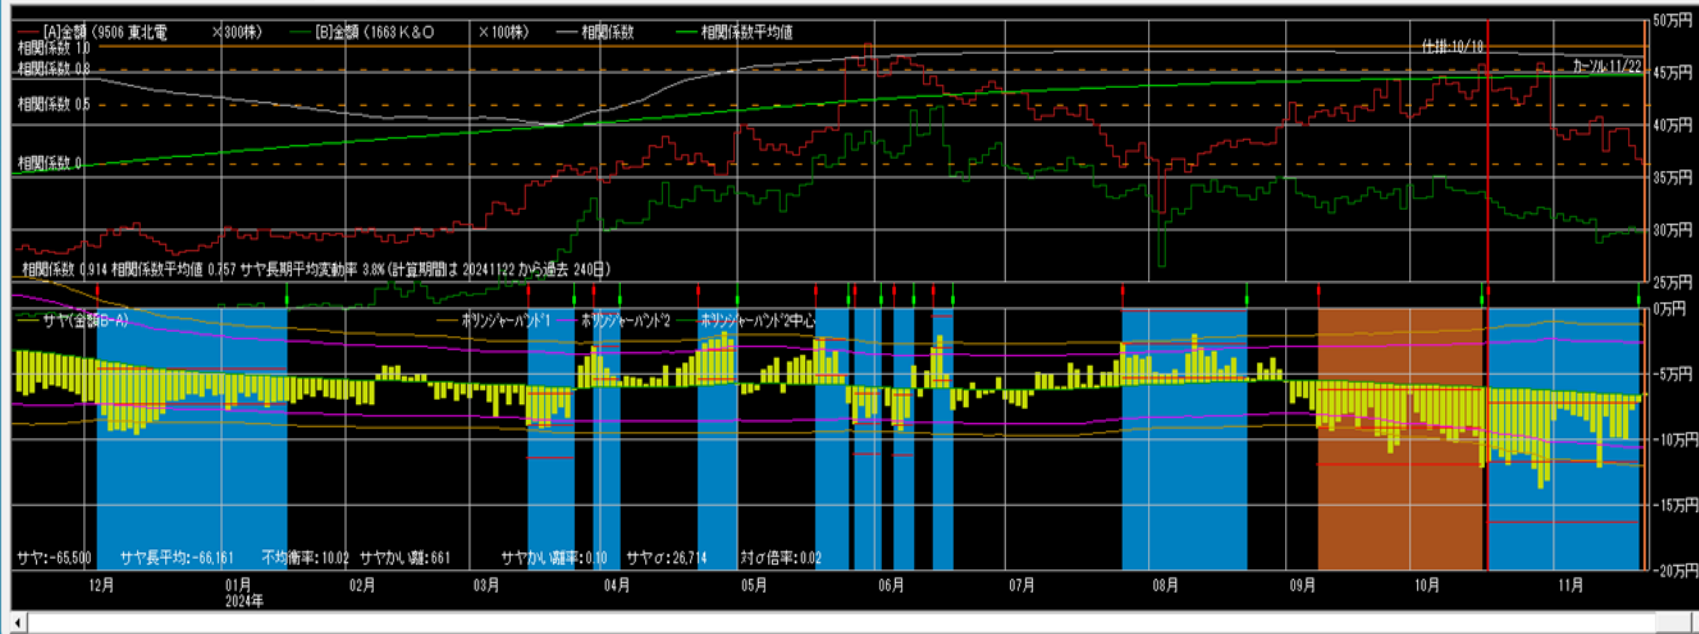 [A]金額（9506 東北電 ×300株） [B]金額（1663 K＆O ×100株） 相関係数 相関係数平均値
50万円
相関係数 1.0
仕掛:10/10
相関係数 0.8
カーソル:11/22
45万円
相関係数 0.5
40万円
相関係数 0
35万円
30万円
相関係数 0.914 相関係数平均値 0.757 サヤ長期平均変動率 3.8%(計算期間は 20241122 から過去 240日)
25万円
0万円
サヤ(金額B-A) ボリンジャーバンド1 ボリンジャーバンド2 ボリンジャーバンド2中心
-5万円
-10万円
-15万円
サヤ:-65,500 サヤ長平均:-66,161 不均衡率:10.02 サヤかい離:661 サヤかい離率:0.10 サヤσ:26,714 対σ倍率:0.02
-20万円
12月 01月 02月 03月 04月 05月 06月 07月 08月 09月 10月 11月
2024年